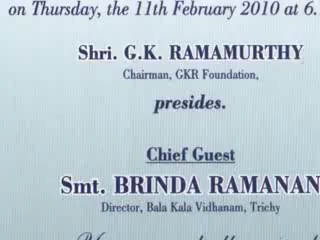 on Thursday, the 11th February 2010 at 6.
Shri. G.K. RAMAMURTHY
Chairman, GKR Foundation,
presides.
Chief Guest
Smt. BRINDA RAMANAN
Director, Bala Kala Vidhanam, Trichy